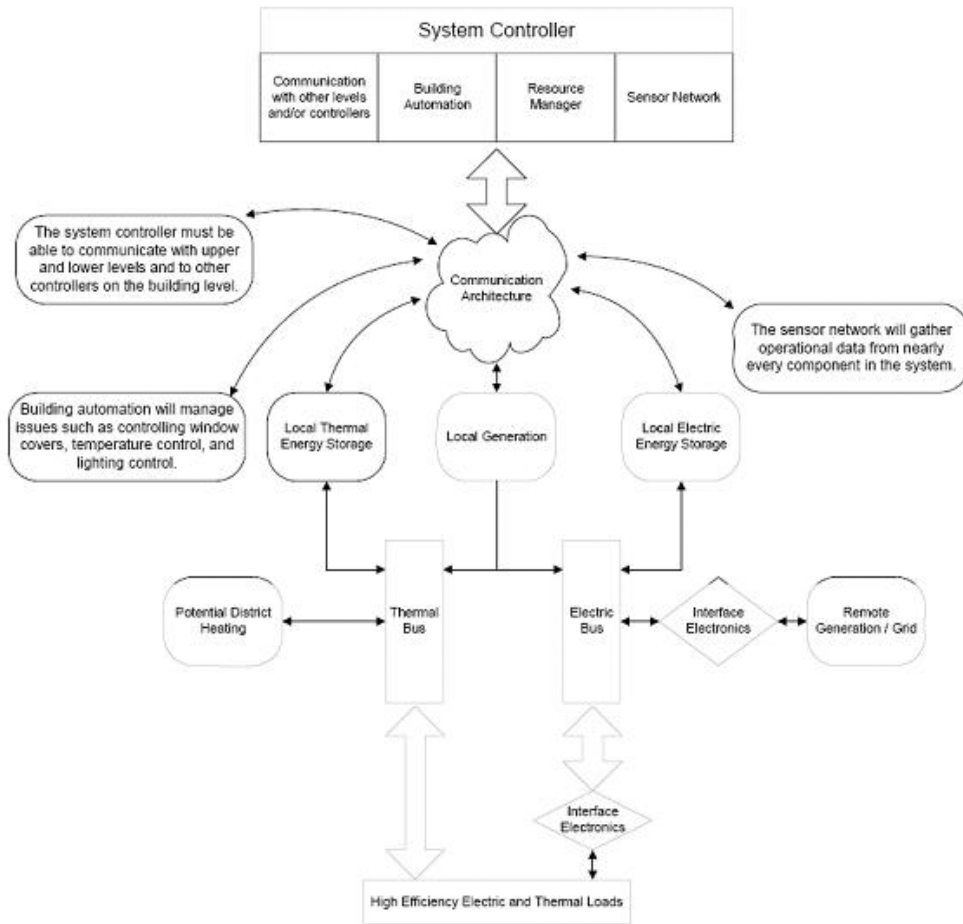 System Controller
Communication
with other levels
and/or controllers
Building
Automation
Resource
Manager
Sensor Network
The system controller must be
able to communicate with upper
and lower levels and to other
controllers on the building level.
Communication
Architecture
The sensor network will gather
operational data from nearly
every component in the system.
Building automation will manage
issues such as controlling window
covers, temperature control, and
lighting control.
Local Thermal
Energy Storage
Local Generation
Local Electric
Energy Storage
Potential District
Heating
Thermal
Bus
Electric
Bus
Interface
Electronics
Remote
Generation / Grid
Interface
Electronics
High Efficiency Electric and Thermal Loads